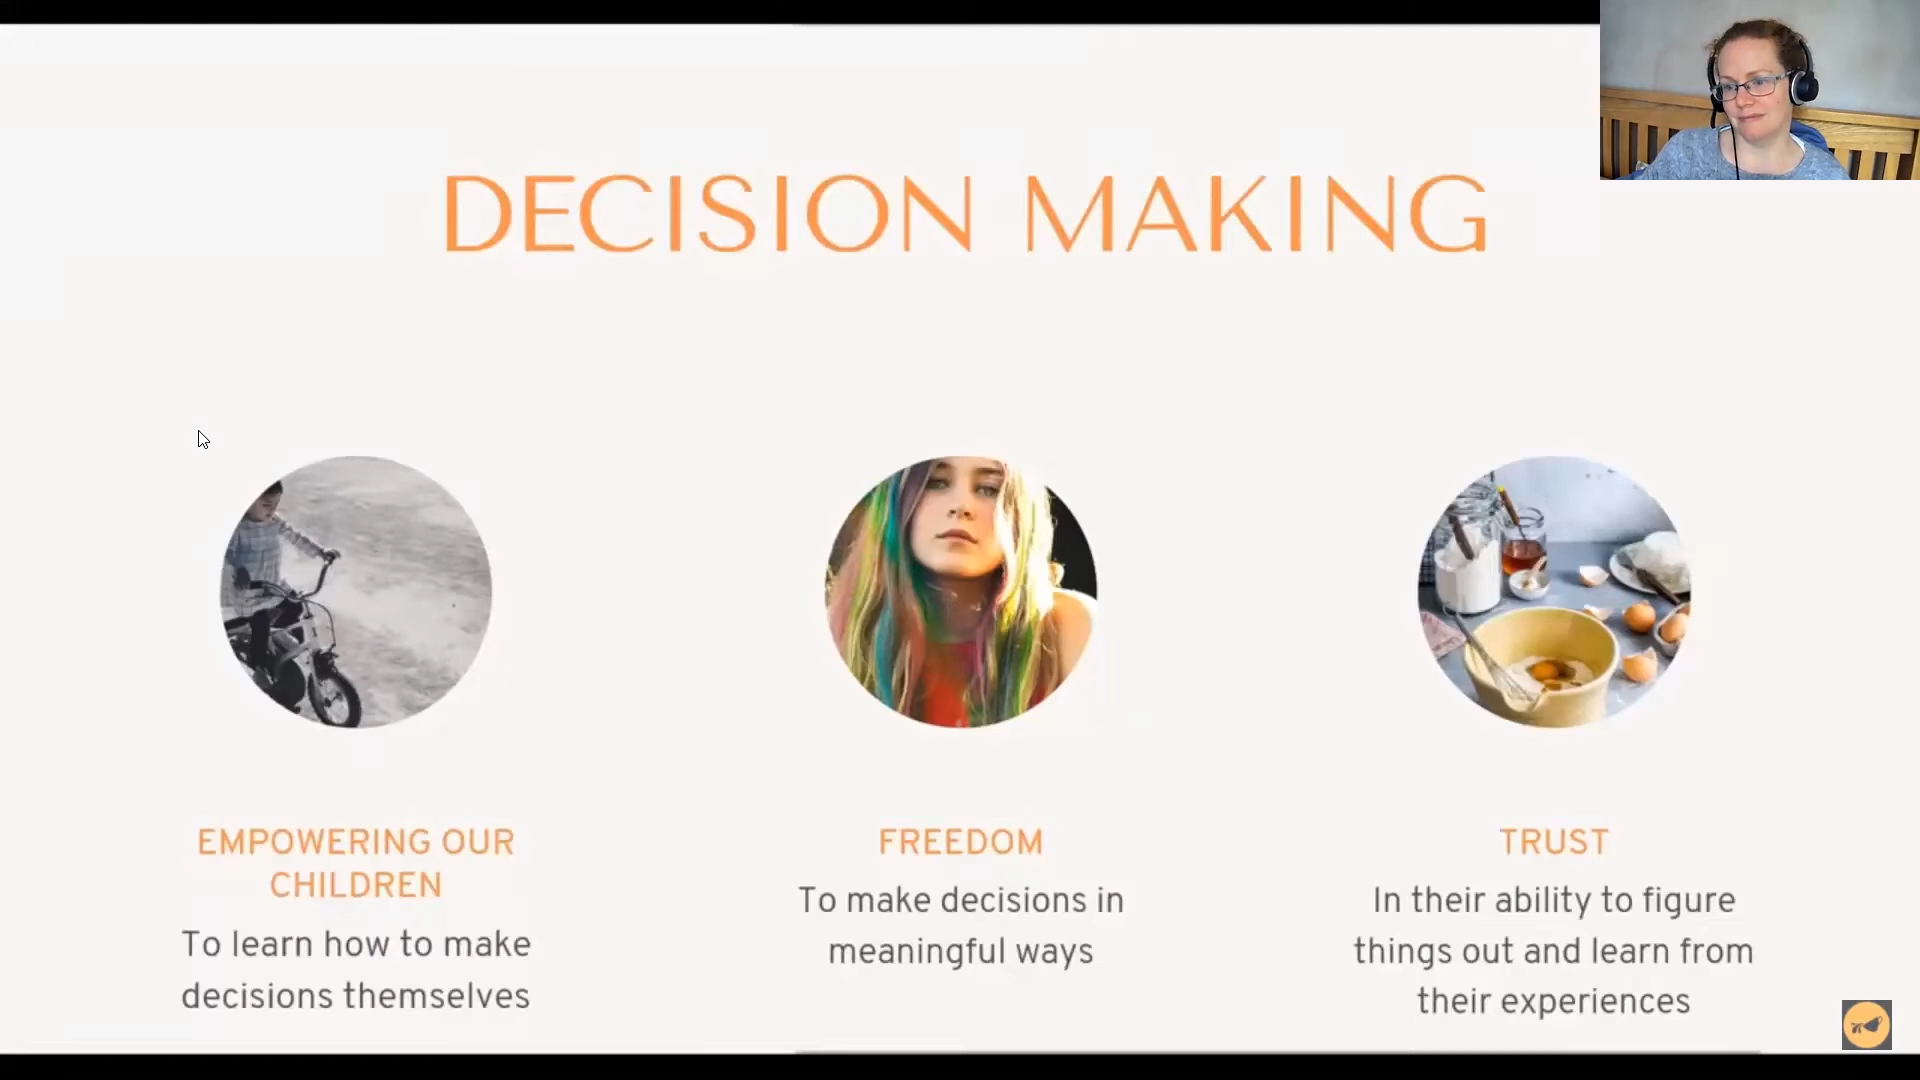 DECISION MAKING
EMPOWERING OUR
CHILDREN
To learn how to make
decisions themselves
FREEDOM
To make decisions in
meaningful ways
TRUST
In their ability to figure
things out and learn from
their experiences